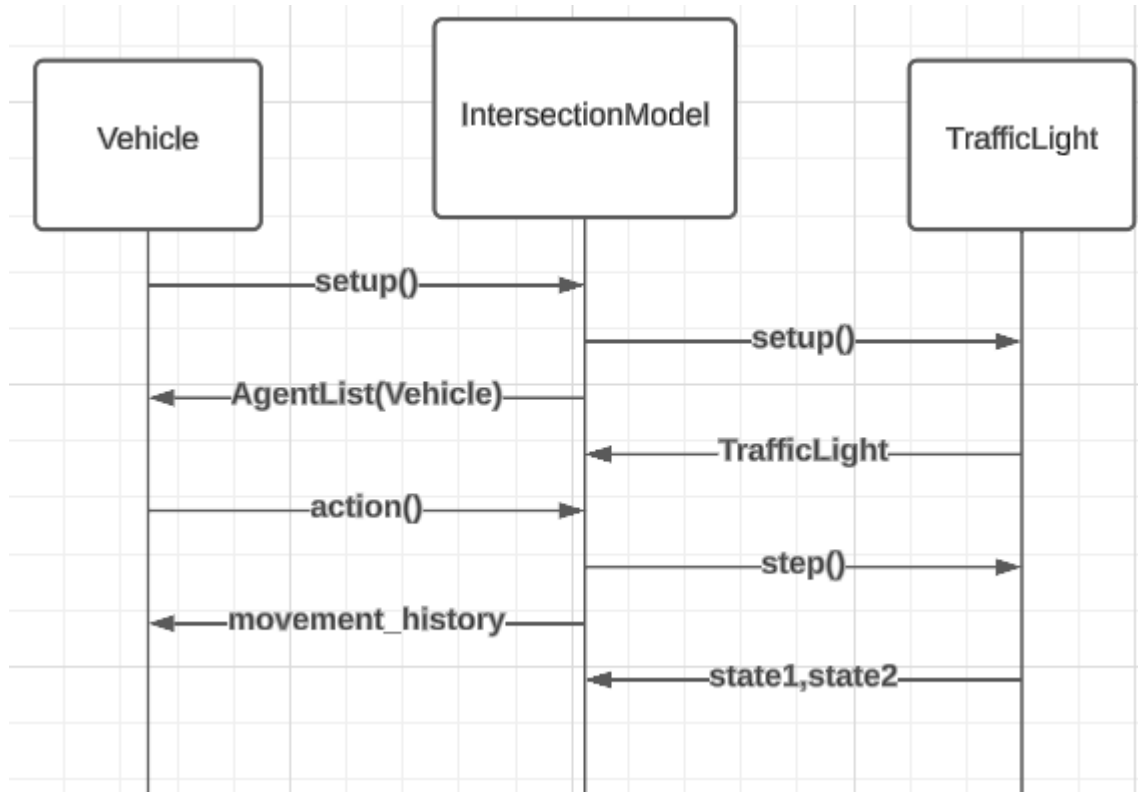 Vehicle
IntersectionModel
TrafficLight
setup()
setup()
AgentList(Vehicle)
TrafficLight
action()
step()
movement_history
state1,state2